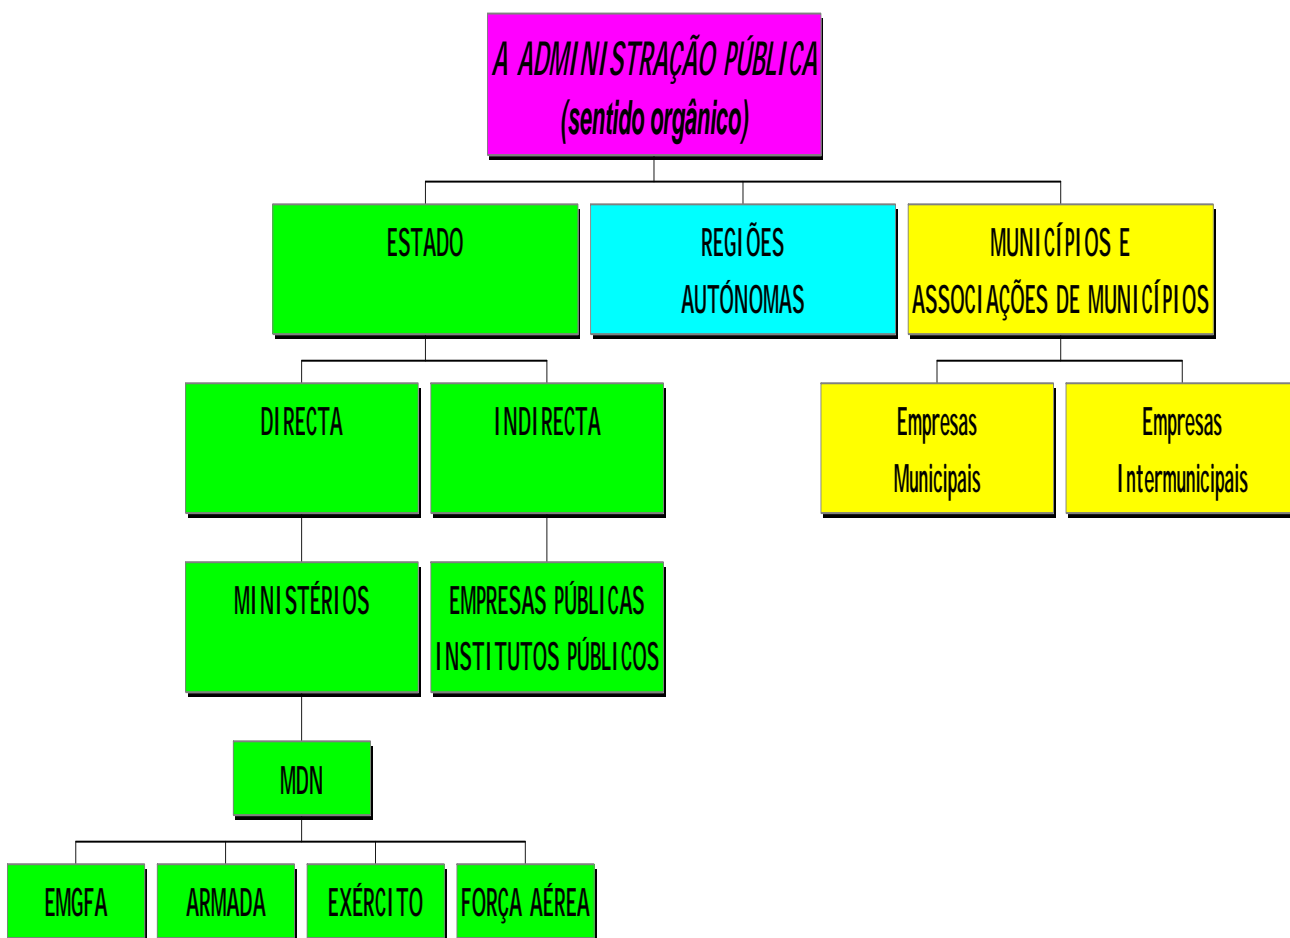 A ADMINISTRAÇÃO PÚBLICA
(sentido orgânico)
ESTADO
REGIÕES
AUTÓNOMAS
MUNICÍPIOS E
ASSOCIAÇÕES DE MUNICÍPIOS
DIRECTA
INDIRECTA
Empresas
Municipais
Empresas
Intermunicipais
MINISTÉRIOS
EMPRESAS PÚBLICAS
INSTITUTOS PÚBLICOS
MDN
EMGFA
ARMADA
EXÉRCITO
FORÇA AÉREA